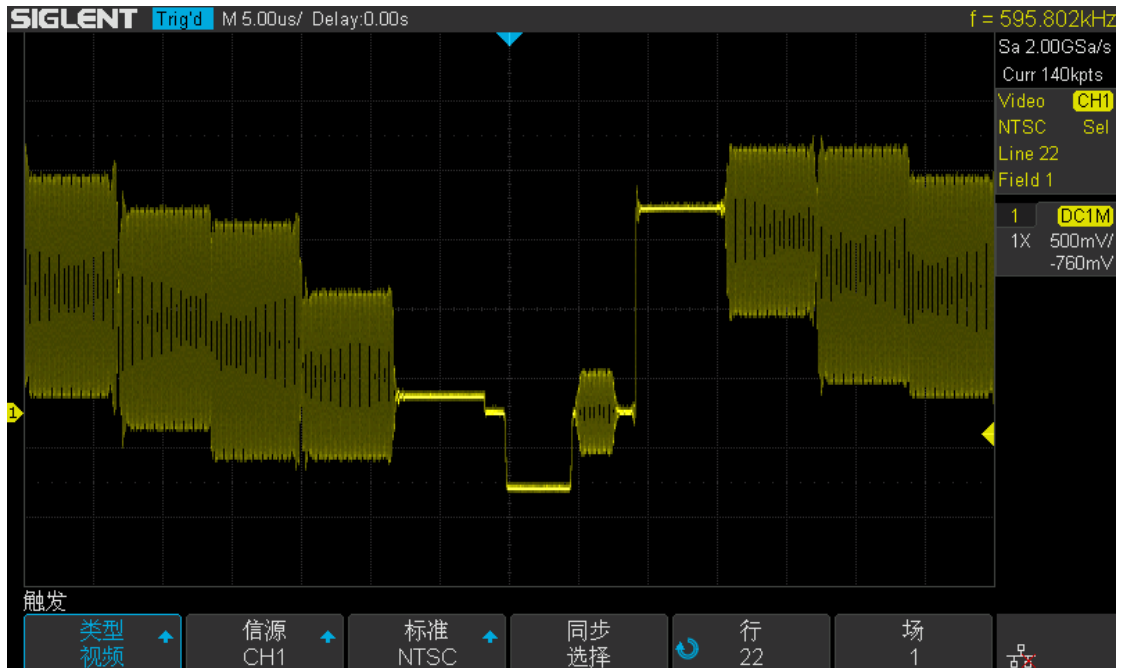 SIGLENT Trig'd M 5.00us/ Delay:0.00s f = 595.802kHz
Sa 2.00GSa/s
Curr 140kpts
Video CH1
NTSC Sel
Line 22
Field 1
1 DC1M
1X 500mV/
-760mV
1
触发
类型 信源 标准 同步 行 场
视频 CH1 NTSC 选择 22 1